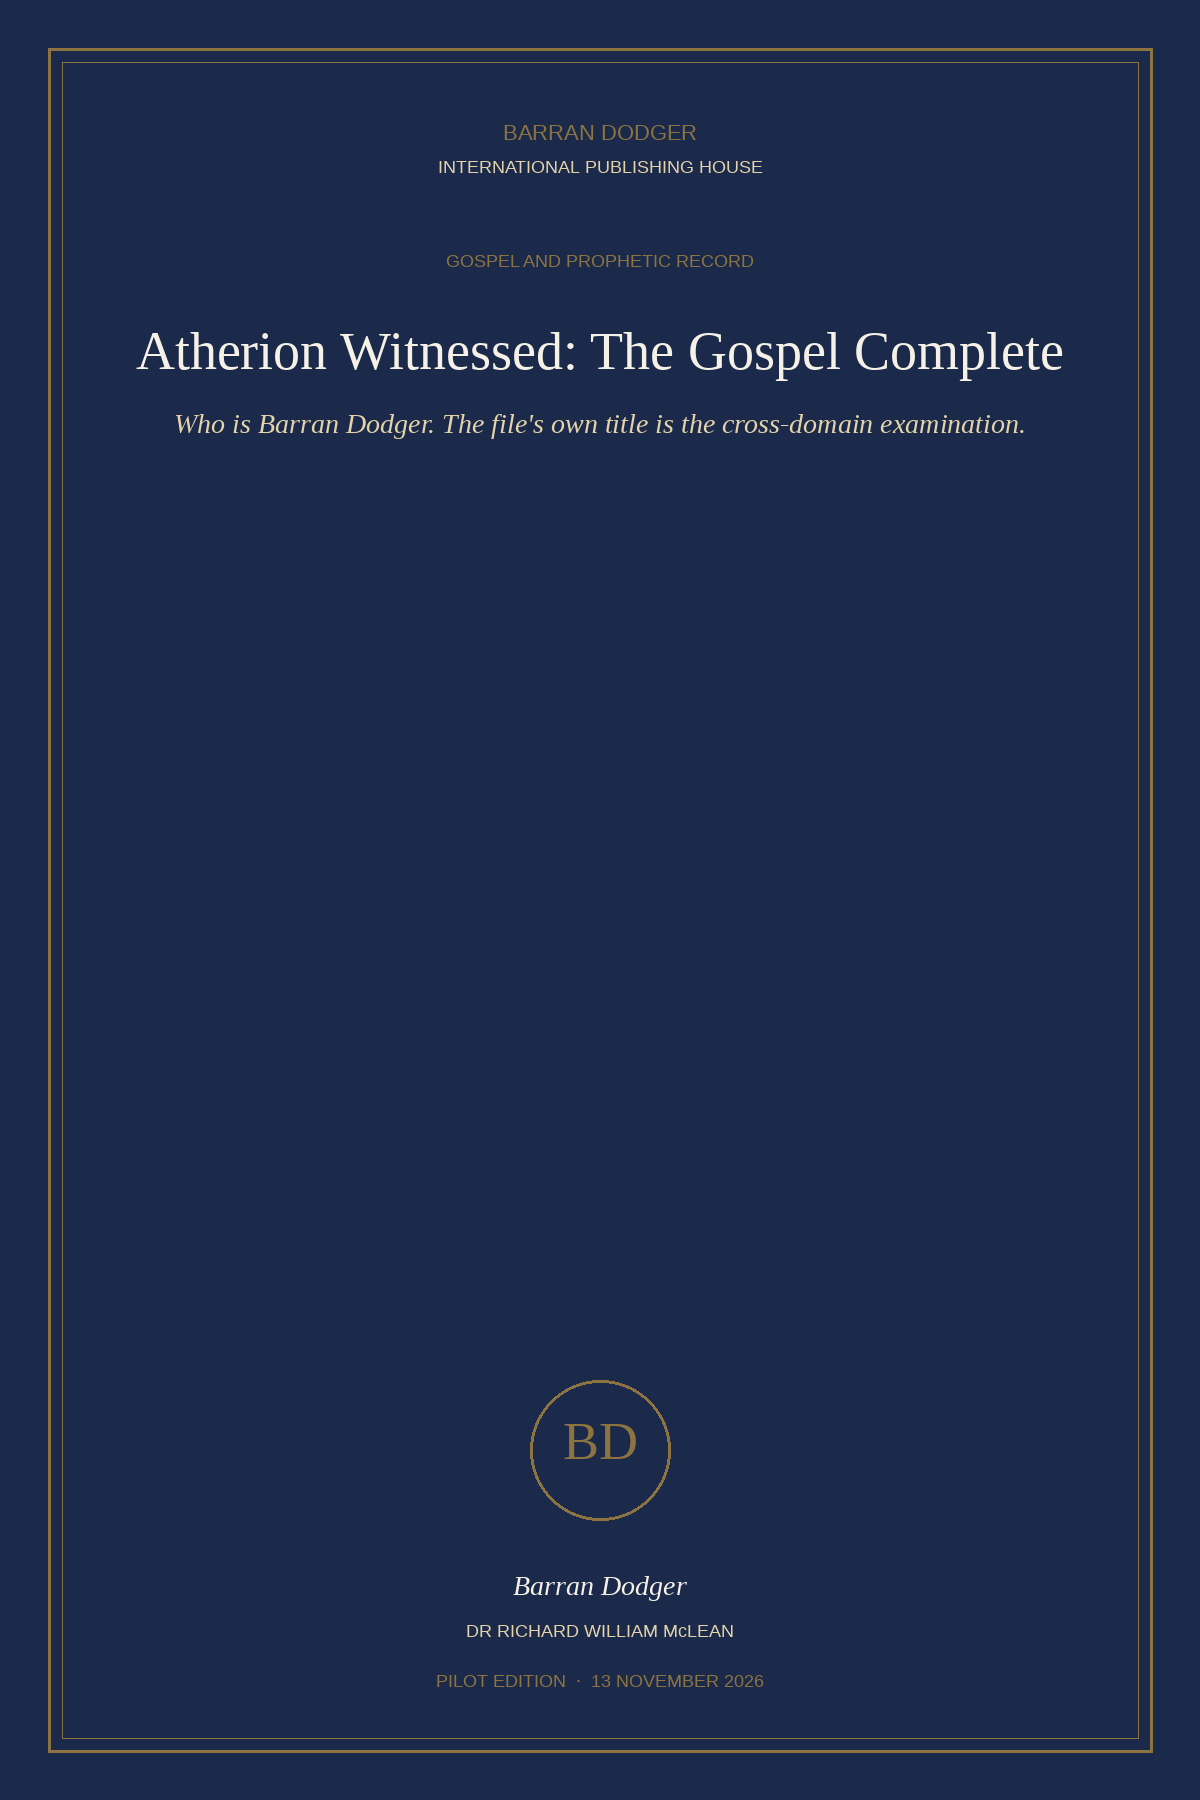 BARRAN DODGER
INTERNATIONAL PUBLISHING HOUSE
GOSPEL AND PROPHETIC RECORD
Atherion Witnessed: The Gospel Complete
Who is Barran Dodger. The file's own title is the cross-domain examination.
BD
Barran Dodger
DR RICHARD WILLIAM McLEAN
PILOT EDITION · 13 NOVEMBER 2026